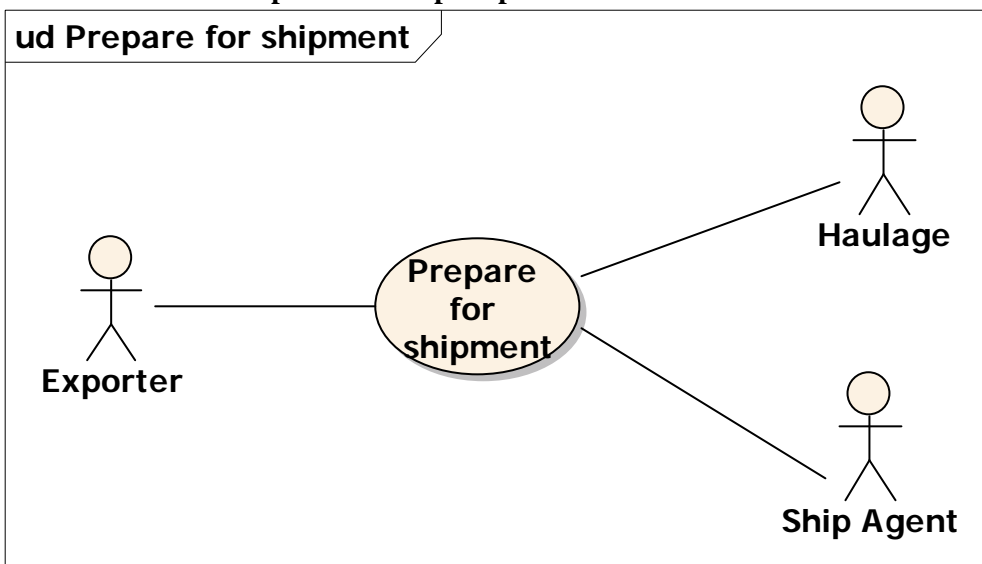 ud Prepare for shipment
Haulage
Prepare
for
shipment
Exporter
Ship Agent